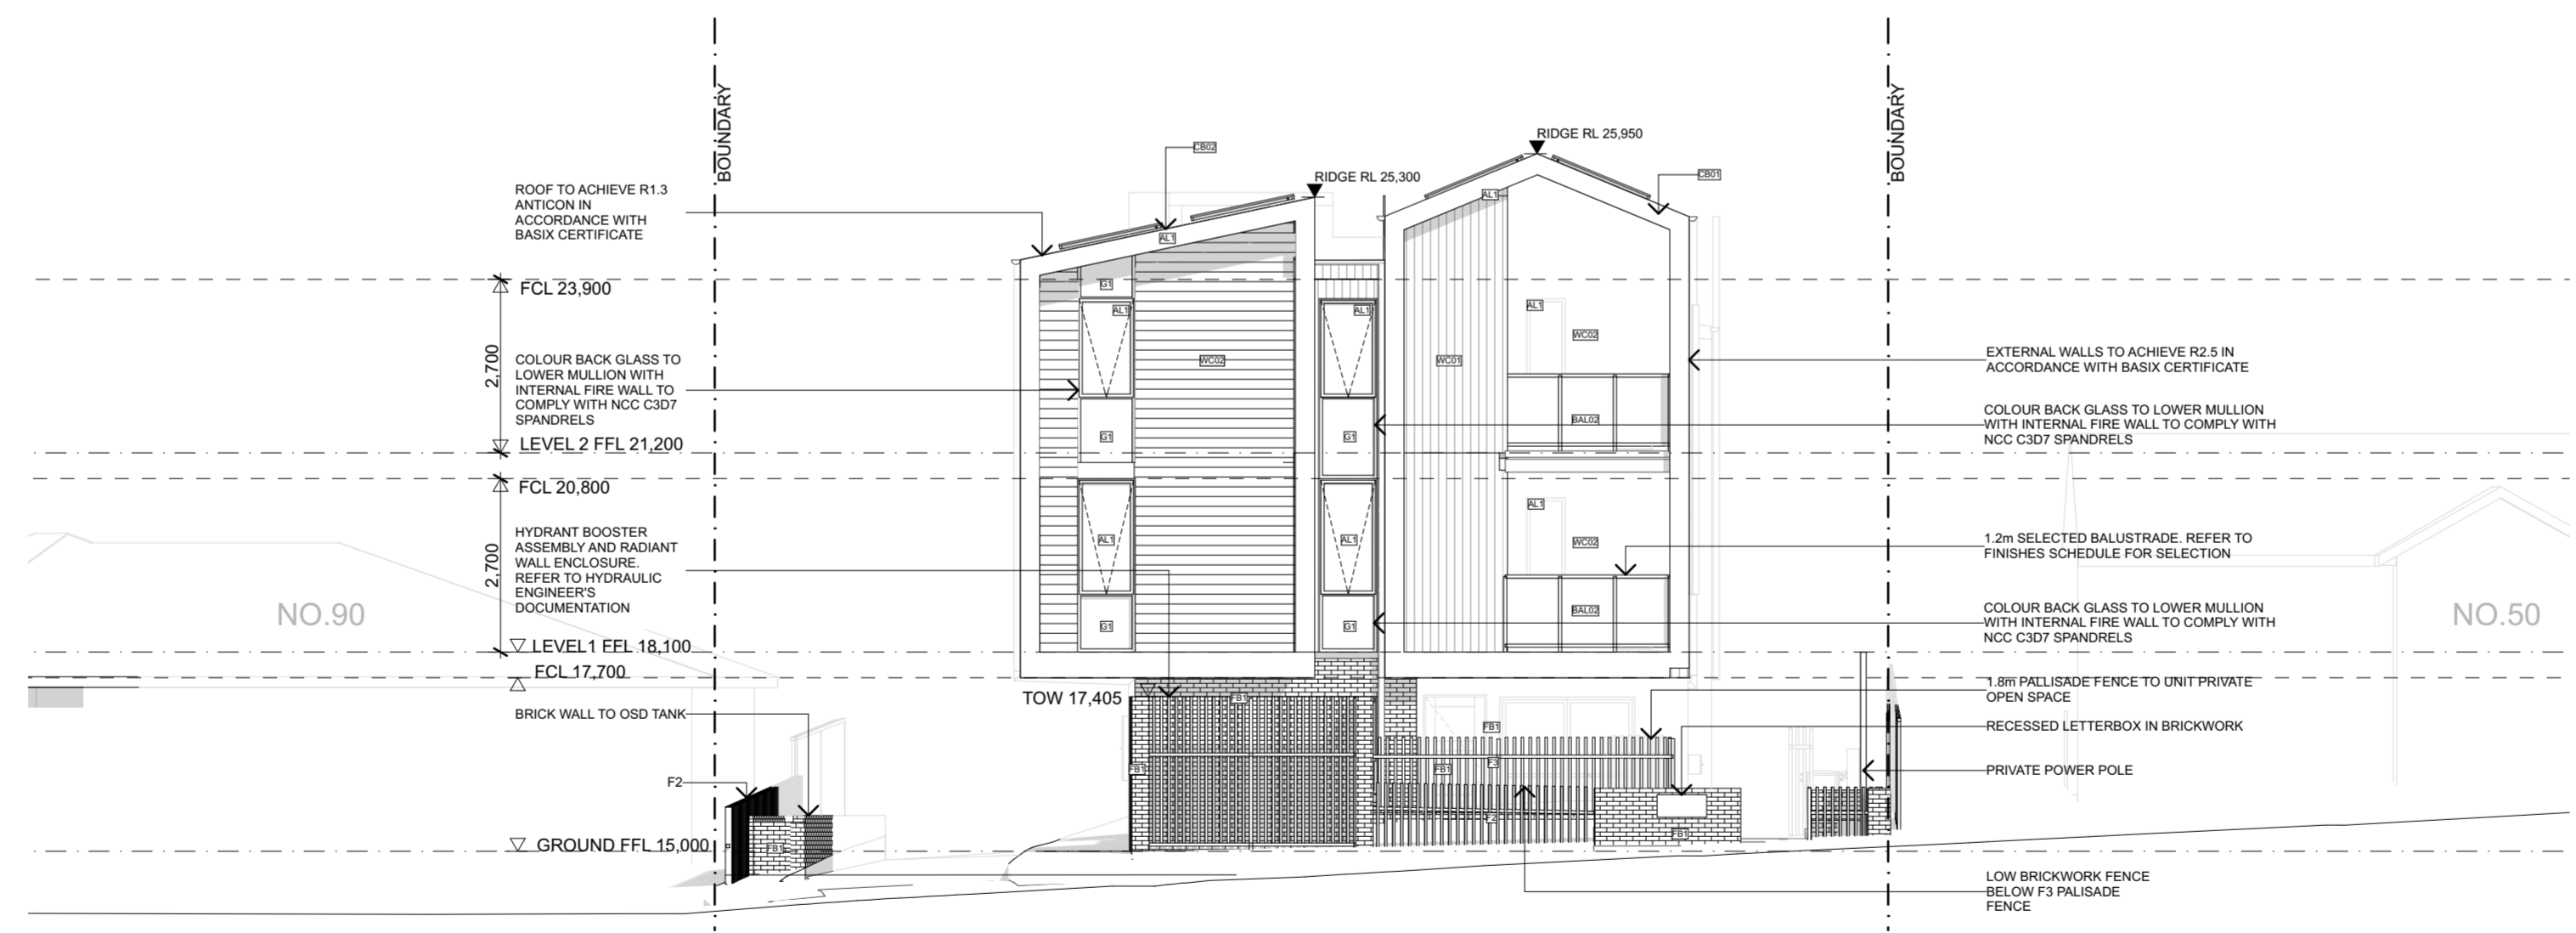 BOUNDARY
BOUNDARY
RIDGE RL 25,950
CB02
RIDGE RL 25,300
CB01
ROOF TO ACHIEVE R1.3
ANTICON IN
ACCORDANCE WITH
BASIX CERTIFICATE
AL1
AL1
FCL 23,900
G1
AL1
AL1
AL1
WC02
2,700
COLOUR BACK GLASS TO
LOWER MULLION WITH
INTERNAL FIRE WALL TO
COMPLY WITH NCC C3D7
SPANDRELS
WC02
WC01
EXTERNAL WALLS TO ACHIEVE R2.5 IN
ACCORDANCE WITH BASIX CERTIFICATE
BAL02
COLOUR BACK GLASS TO LOWER MULLION
WITH INTERNAL FIRE WALL TO COMPLY WITH
NCC C3D7 SPANDRELS
G1
G1
LEVEL 2 FFL 21,200
FCL 20,800
AL1
2,700
HYDRANT BOOSTER
ASSEMBLY AND RADIANT
WALL ENCLOSURE.
REFER TO HYDRAULIC
ENGINEER'S
DOCUMENTATION
AL1
AL1
WC02
1.2m SELECTED BALUSTRADE. REFER TO
FINISHES SCHEDULE FOR SELECTION
NO.90
G1
G1
BAL02
COLOUR BACK GLASS TO LOWER MULLION
WITH INTERNAL FIRE WALL TO COMPLY WITH
NCC C3D7 SPANDRELS
NO.50
LEVEL1 FFL 18,100
FCL 17,700
TOW 17,405
FB1
1.8m PALLISADE FENCE TO UNIT PRIVATE
OPEN SPACE
BRICK WALL TO OSD TANK
FB1
RECESSED LETTERBOX IN BRICKWORK
F2
FB1
FB1
F3
PRIVATE POWER POLE
F2
FB1
FB1
GROUND FFL 15,000
LOW BRICKWORK FENCE
BELOW F3 PALISADE
FENCE